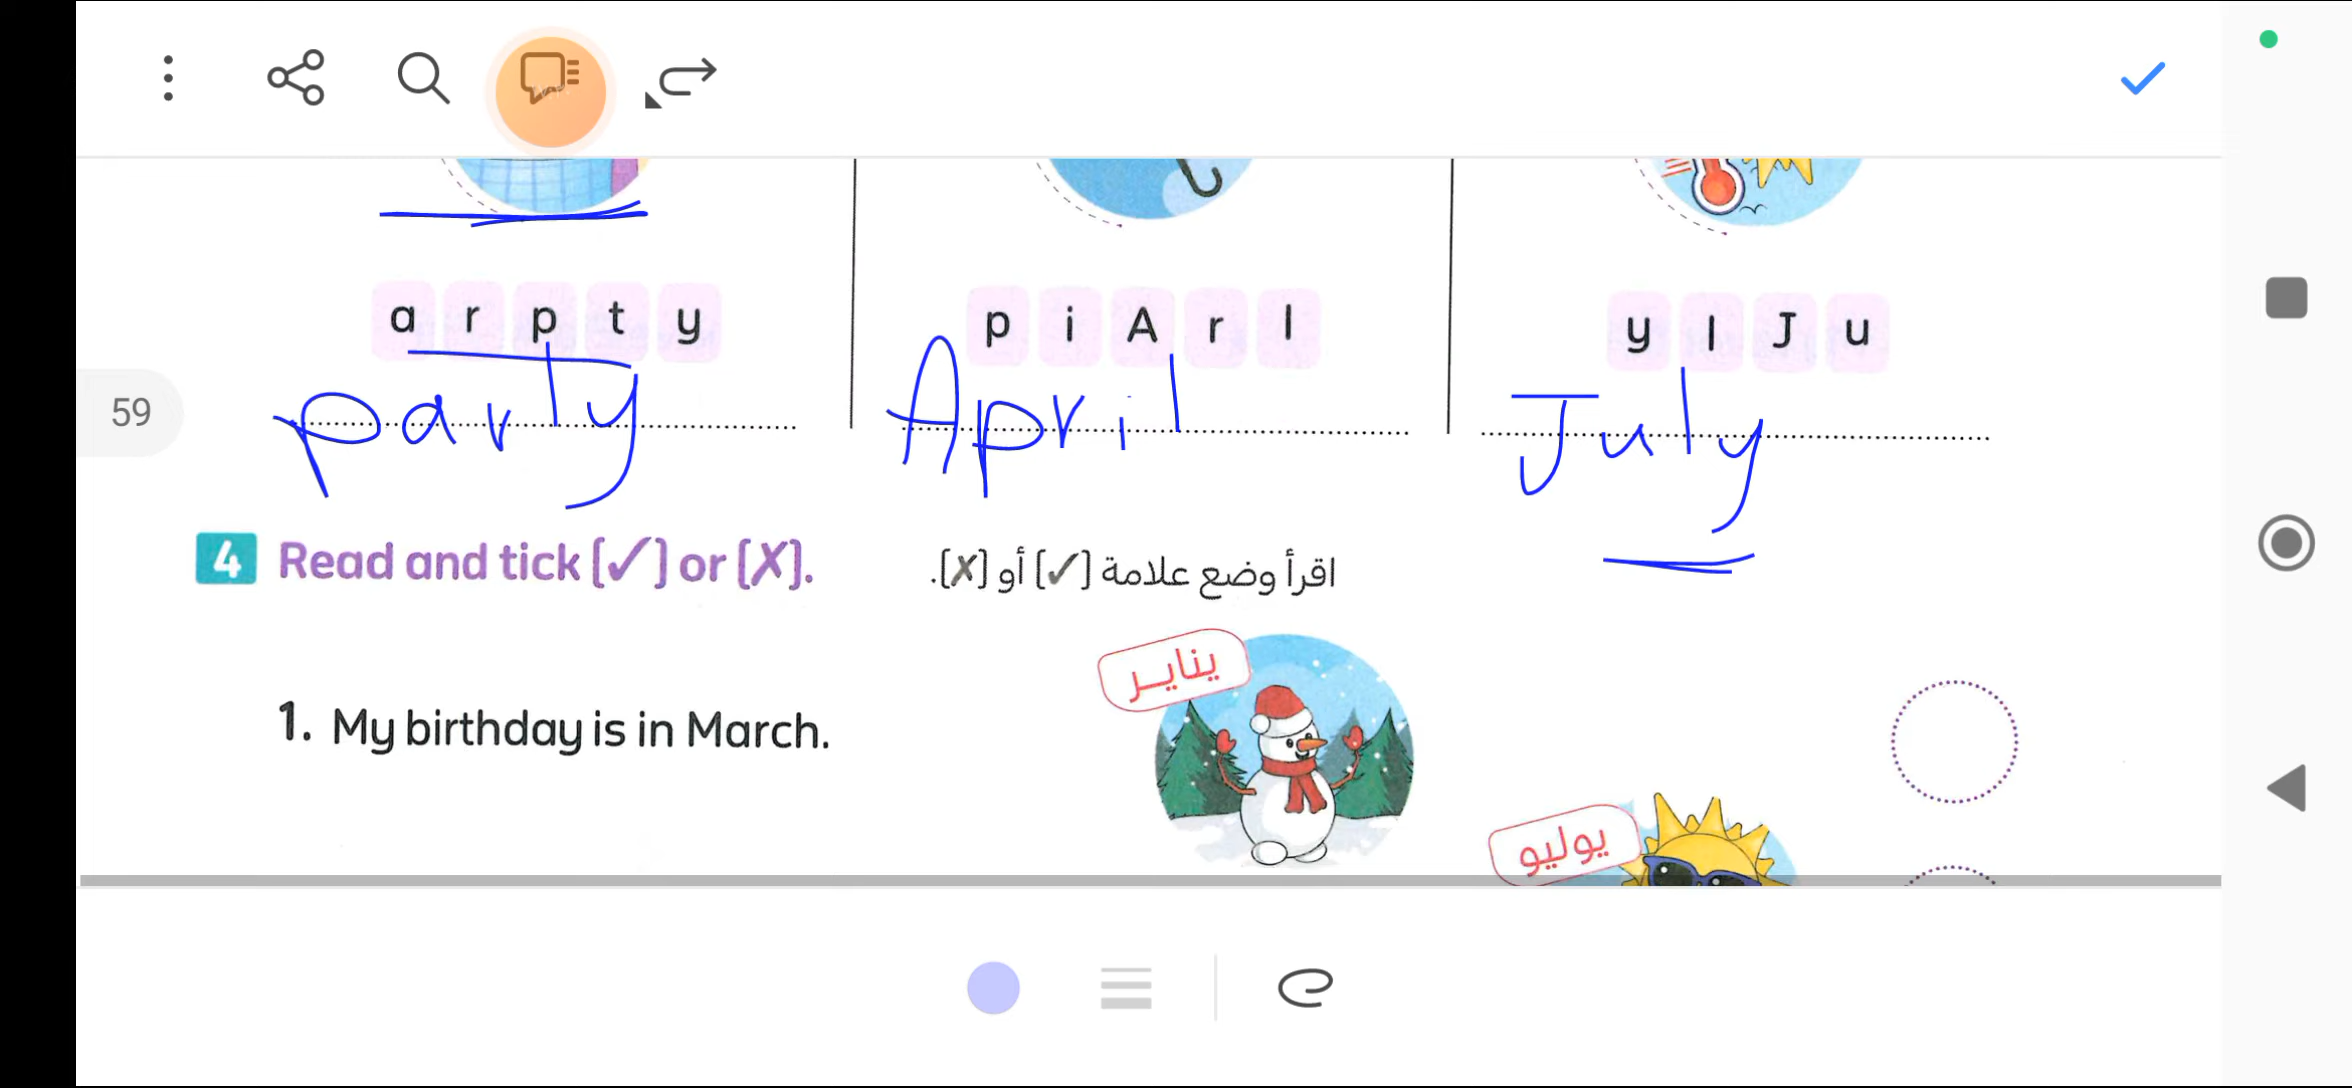 a r p t y
p i A r l
y l J u
party
April
July
59
4 Read and tick [✓] or [X].
اقرأ وضع علامة [✓] أو [X].
يناير
1. My birthday is in March.
يوليو